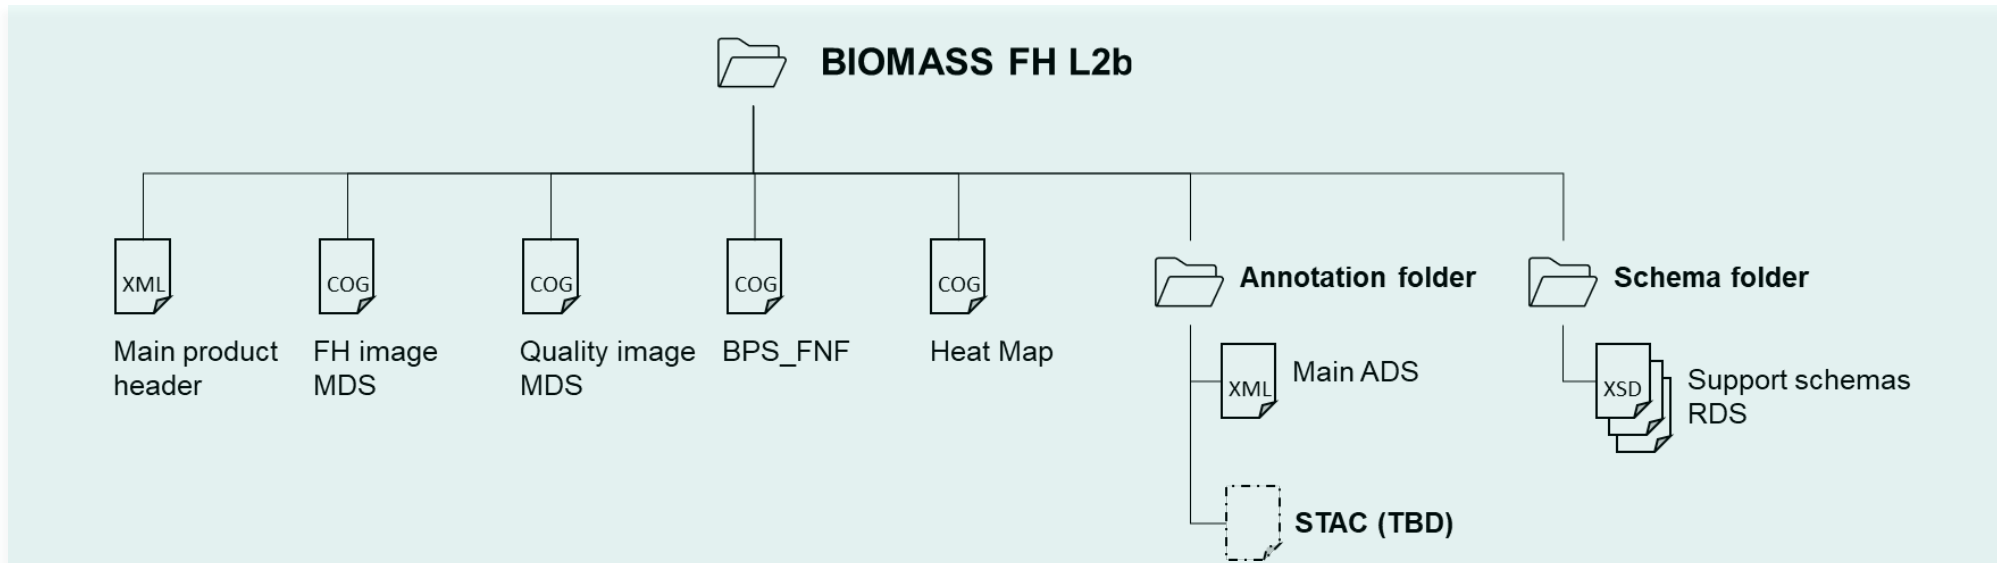 BIOMASS FH L2b
XML
COG
COG
COG
COG
Annotation folder
Schema folder
Main product
header
FH image
MDS
Quality image
MDS
BPS_FNF
Heat Map
XML
Main ADS
XSD
Support schemas
RDS
STAC (TBD)